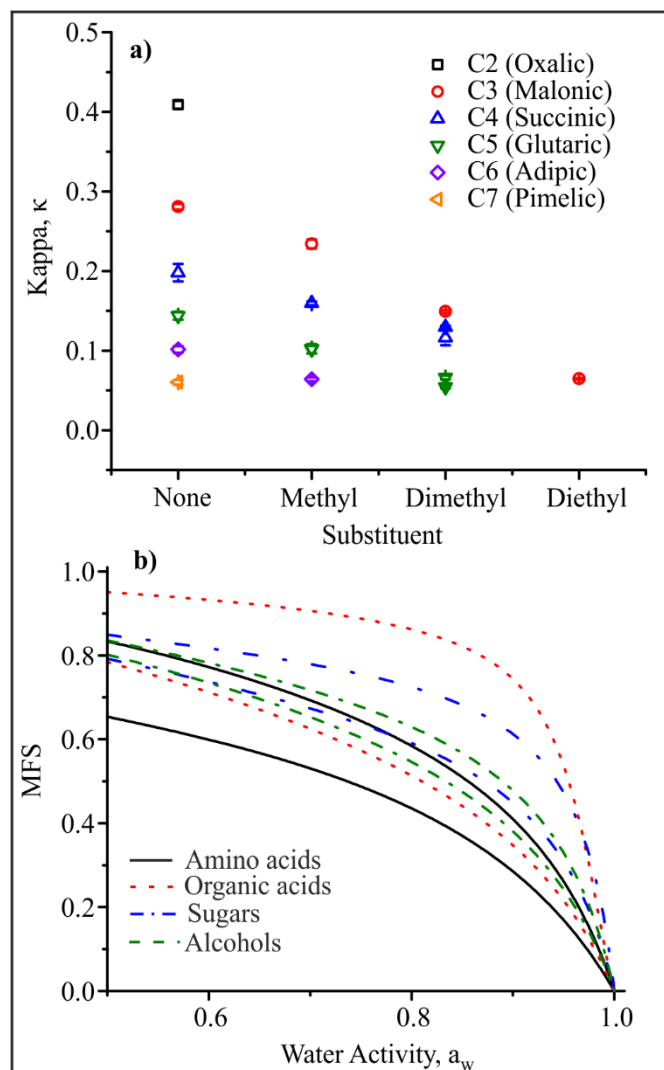 a)
0.5
0.4
0.3
0.2
0.1
0.0
Kappa, κ
C2 (Oxalic)
C3 (Malonic)
C4 (Succinic)
C5 (Glutaric)
C6 (Adipic)
C7 (Pimelic)
None Methyl Dimethyl Diethyl
Substituent
b)
1.0
0.8
0.6
0.4
0.2
0.0
MFS
Amino acids
Organic acids
Sugars
Alcohols
0.6 0.8 1.0
Water Activity, aw